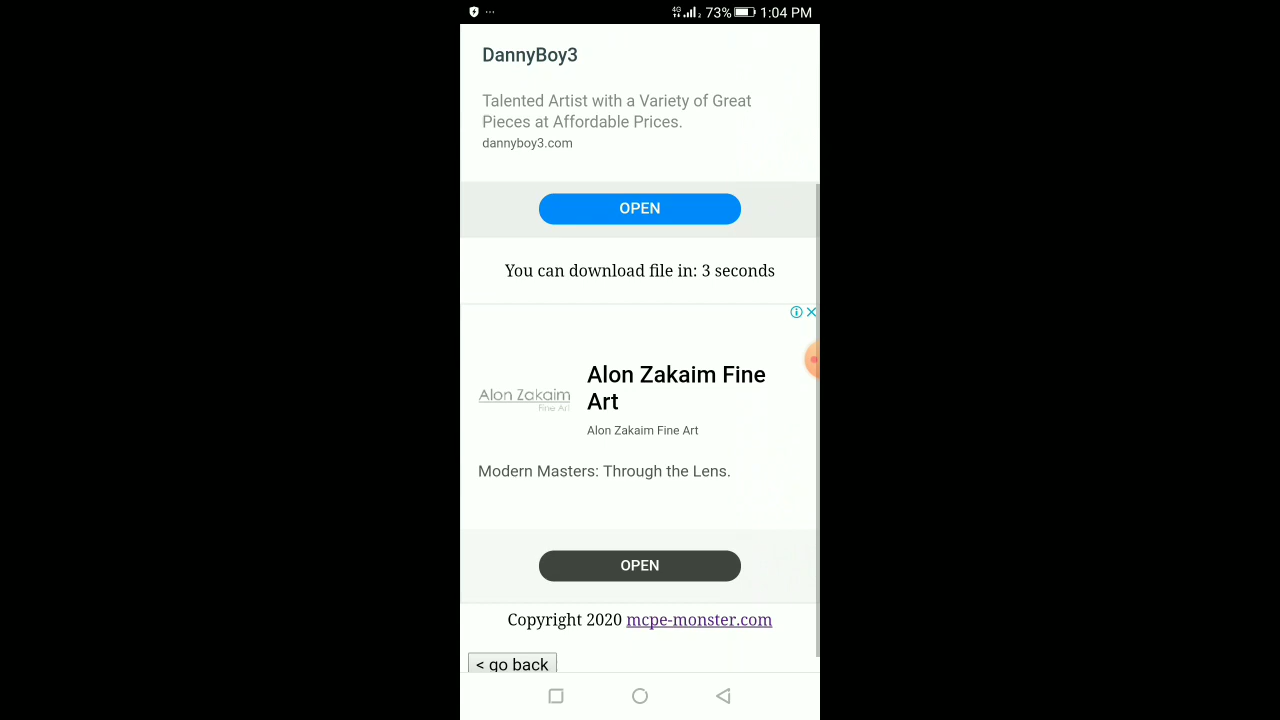 4G 2 73% 1:04 PM
DannyBoy3
Talented Artist with a Variety of Great
Pieces at Affordable Prices.
dannyboy3.com
OPEN
You can download file in: 3 seconds
Alon Zakaim Fine
Art
Alon Zakaim
Fine Art
Alon Zakaim Fine Art
Modern Masters: Through the Lens.
OPEN
Copyright 2020 mcpe-monster.com
< go back